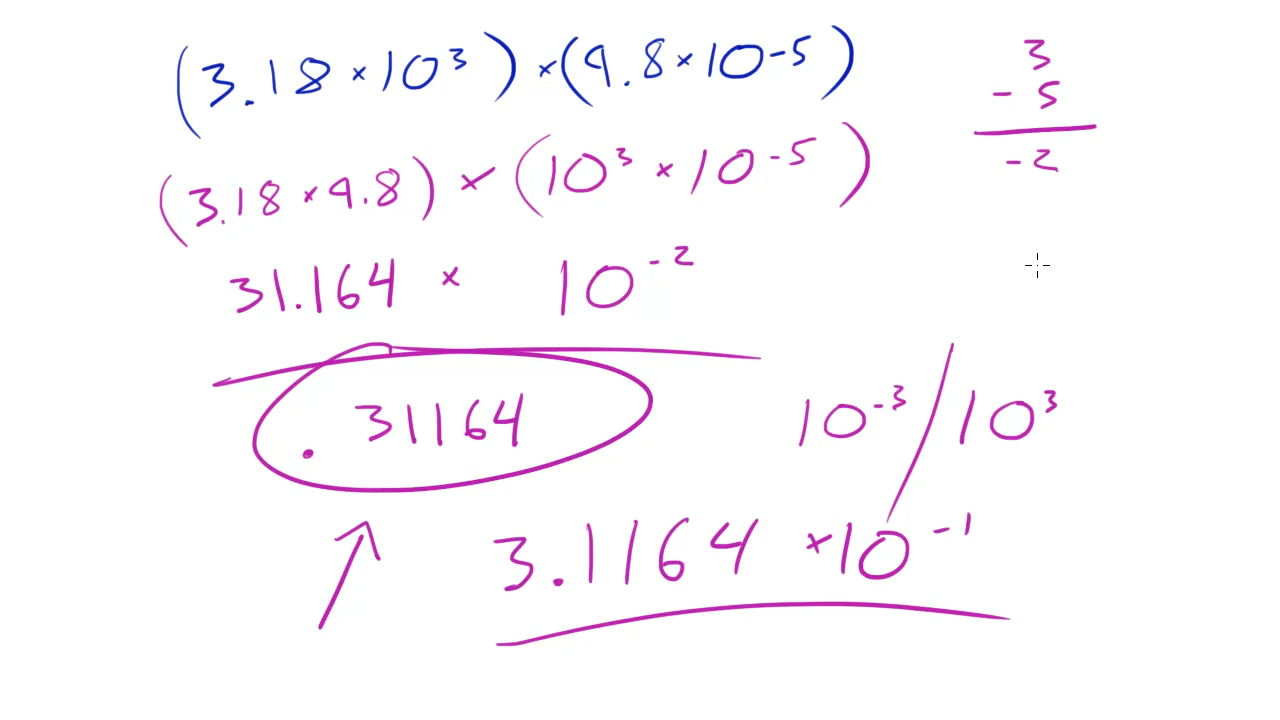 (3.18 × 10³) × (9.8 × 10⁻⁵)
3
- 5
-2
(3.18 × 9.8) × (10³ × 10⁻⁵)
31.164 × 10⁻²
.31164
10⁻³ / 10³
3.1164 × 10⁻¹